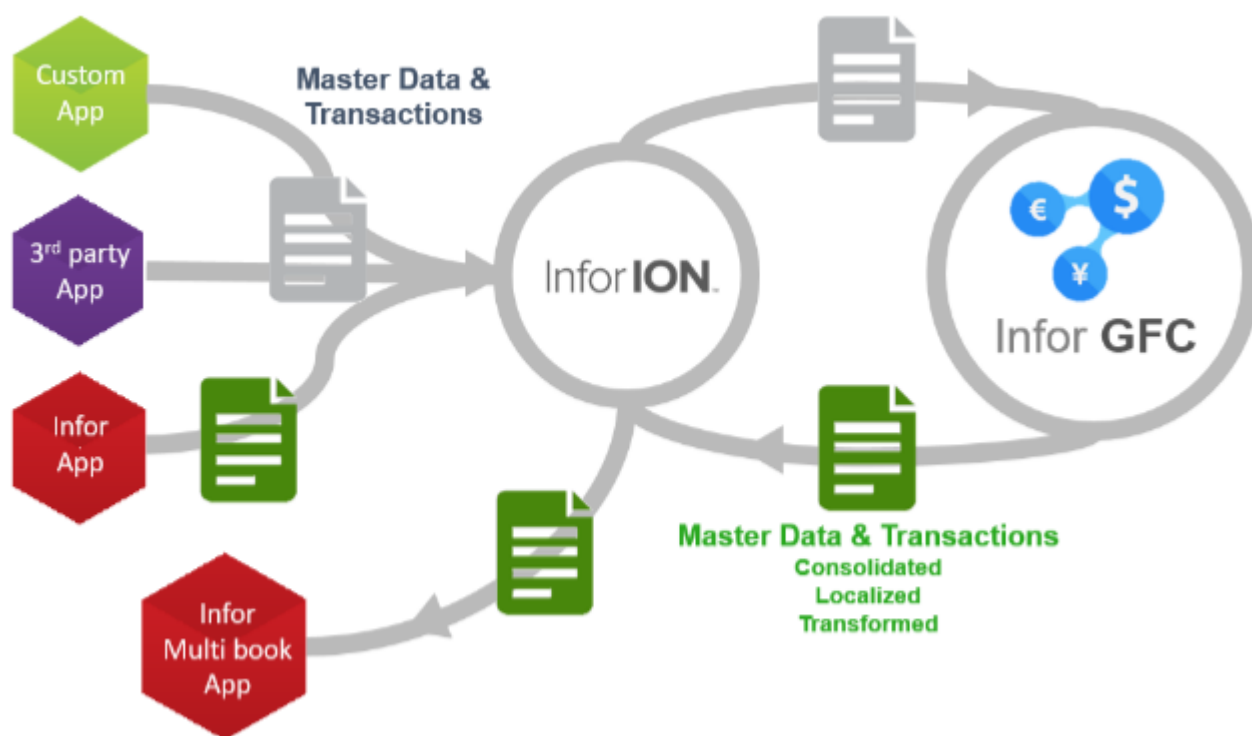 Custom
App
Master Data &
Transactions
3rd party
App
Infor ION™
€
$
¥
Infor GFC
Infor
App
Master Data & Transactions
Consolidated
Localized
Transformed
Infor
Multi book
App